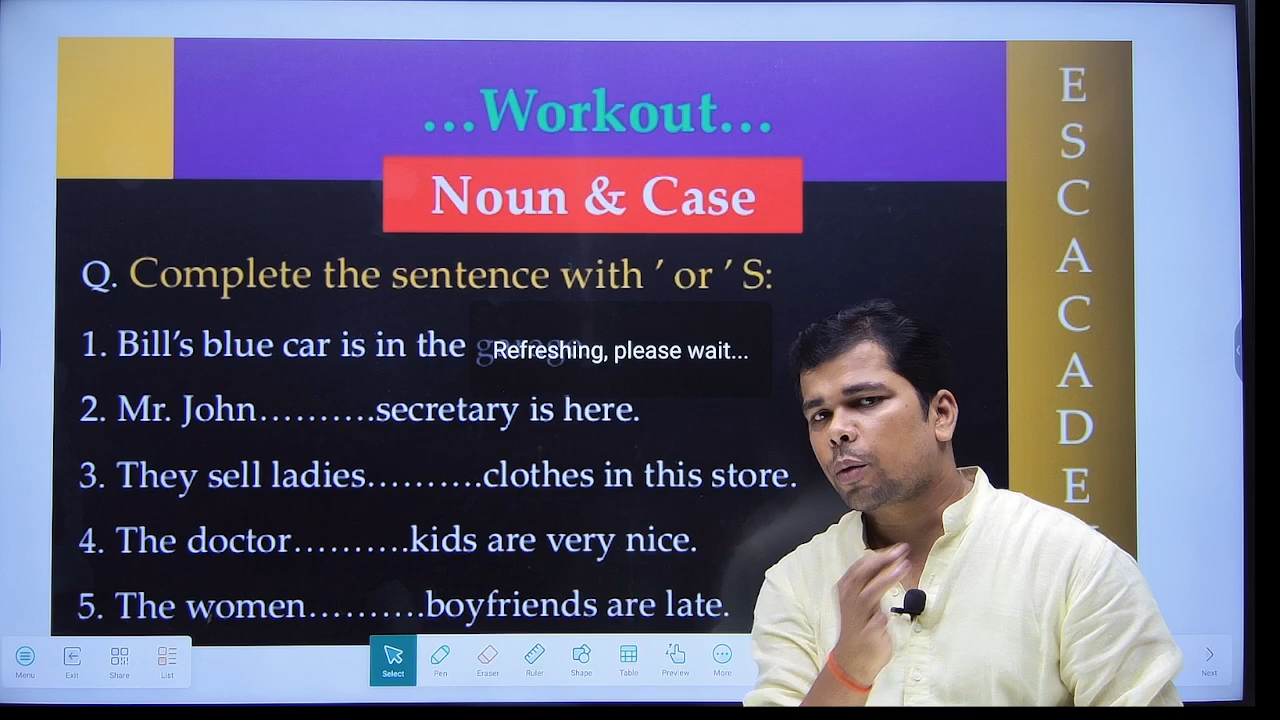 ...Workout...
Noun & Case
Q. Complete the sentence with ’ or ’ S:
1. Bill’s blue car is in the
Refreshing, please wait...
2. Mr. John..........secretary is here.
3. They sell ladies..........clothes in this store.
4. The doctor..........kids are very nice.
5. The women..........boyfriends are late.
E
S
C
A
C
A
D
E
Menu
Exit
Share
List
Select
Pen
Eraser
Ruler
Shape
Table
Preview
More
Next